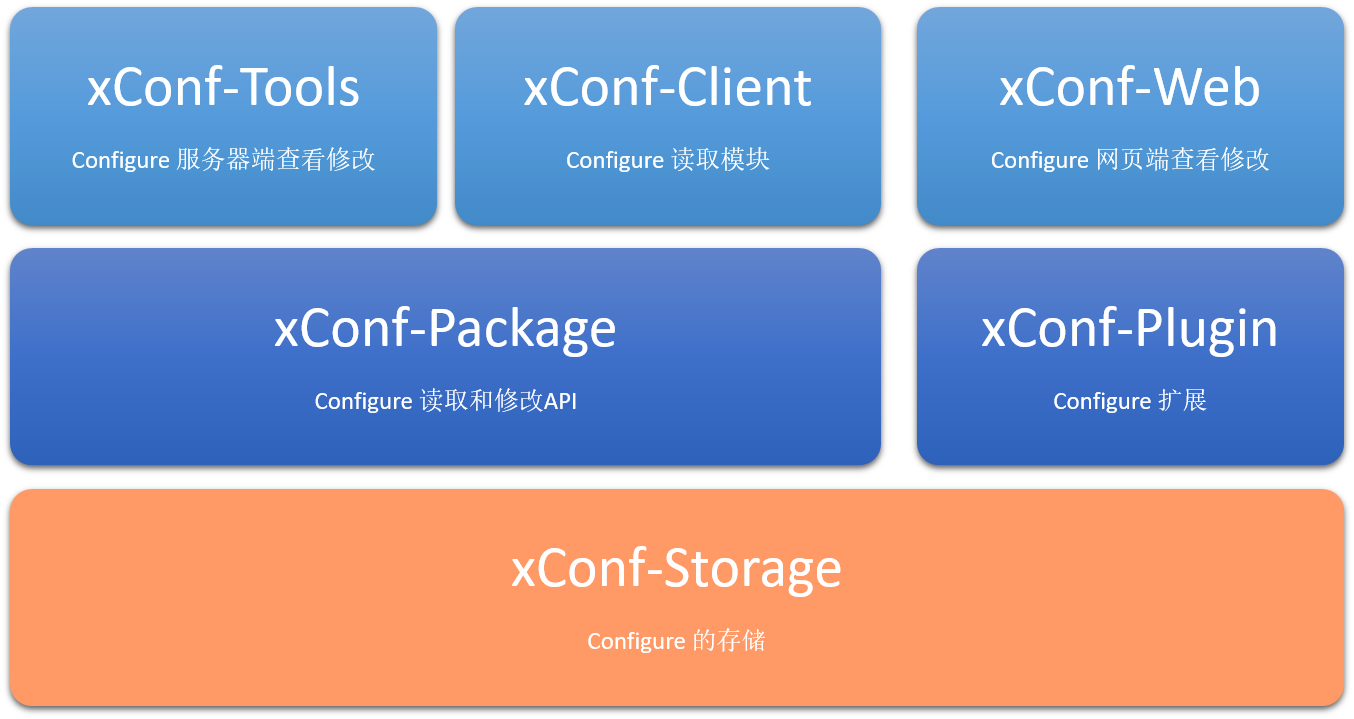 xConf-Tools
Configure 服务器端查看修改
xConf-Client
Configure 读取模块
xConf-Web
Configure 网页端查看修改
xConf-Package
Configure 读取和修改API
xConf-Plugin
Configure 扩展
xConf-Storage
Configure 的存储